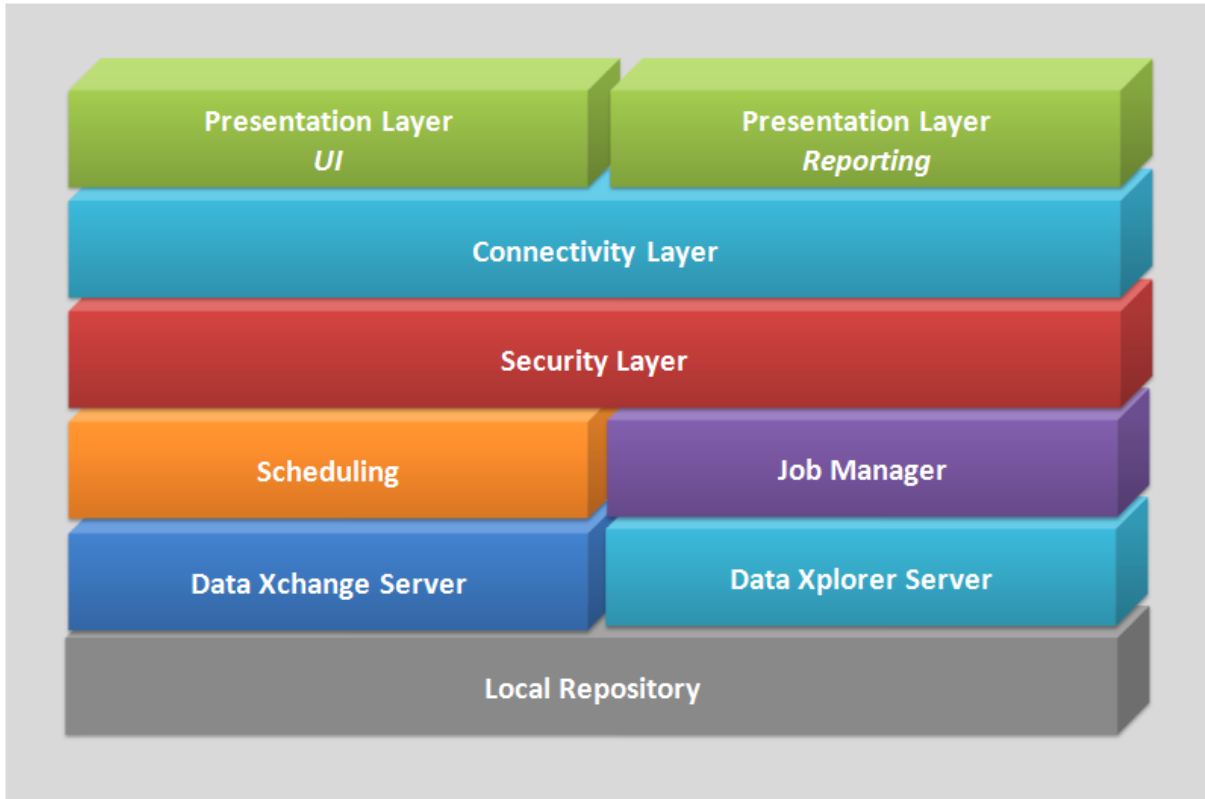 Presentation Layer
UI
Presentation Layer
Reporting
Connectivity Layer
Security Layer
Scheduling
Job Manager
Data Xchange Server
Data Xplorer Server
Local Repository